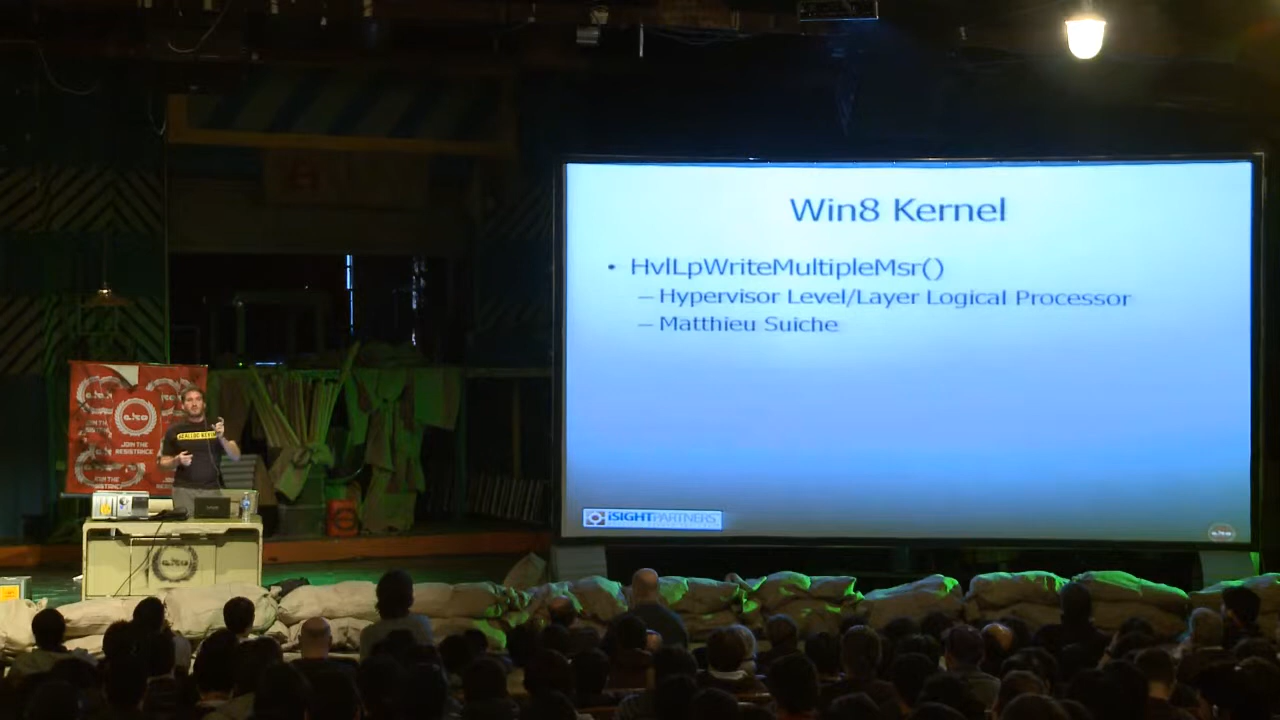 Win8 Kernel
• HvlLpWriteMultipleMsr()
– Hypervisor Level/Layer Logical Processor
– Matthieu Suiche
iSIGHTPARTNERS
JOIN THE
RESISTANCE